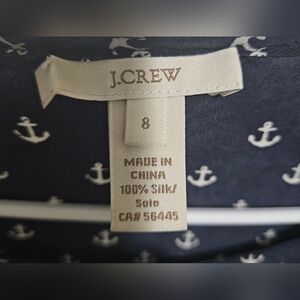 J.CREW
8
MADE IN
CHINA
100% Silk/
Soie
CA# 56445